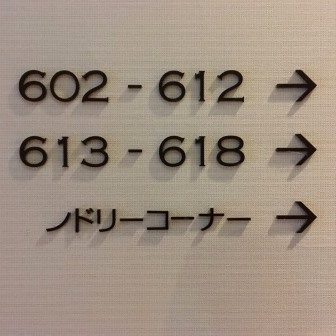 602 - 612 →
613 - 618 →
ノドリーコーナー →